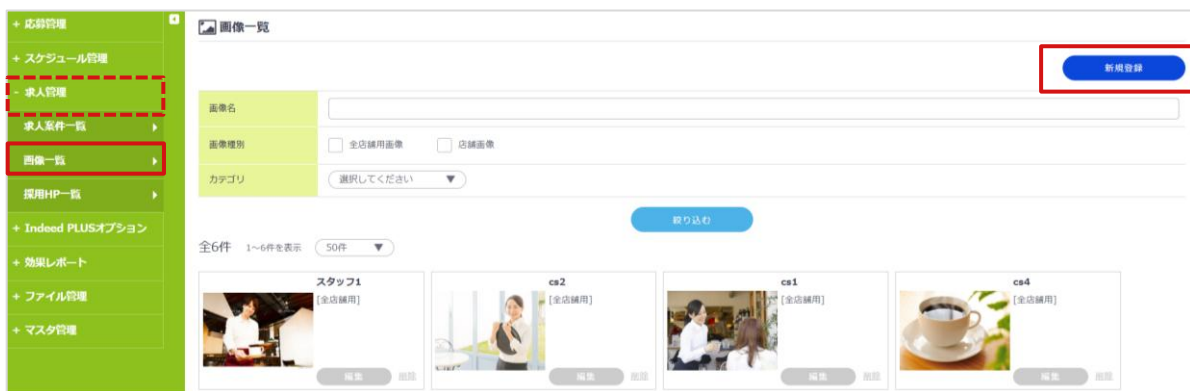 + 応募管理
+ スケジュール管理
- 求人管理
求人案件一覧
画像一覧
採用HP一覧
+ Indeed PLUSオプション
+ 効果レポート
+ ファイル管理
+ マスタ管理
画像一覧
新規登録
画像名
画像種別 全店舗用画像 店舗画像
カテゴリ 選択してください ▼
絞り込む
全6件 1～6件を表示 50件 ▼
スタッフ1 cs2 cs1 cs4
[全店舗用] [全店舗用] [全店舗用] [全店舗用]
編集 削除 編集 削除 編集 削除 編集 削除